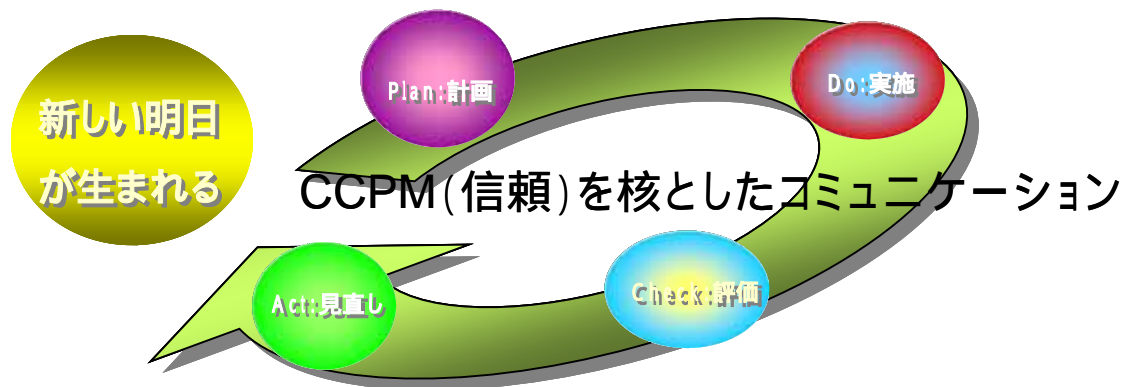 新しい明日
が生まれる
Plan:計画
Do:実施
CCPM(信頼)を核としたコミュニケーション
Act:見直し
Check:評価